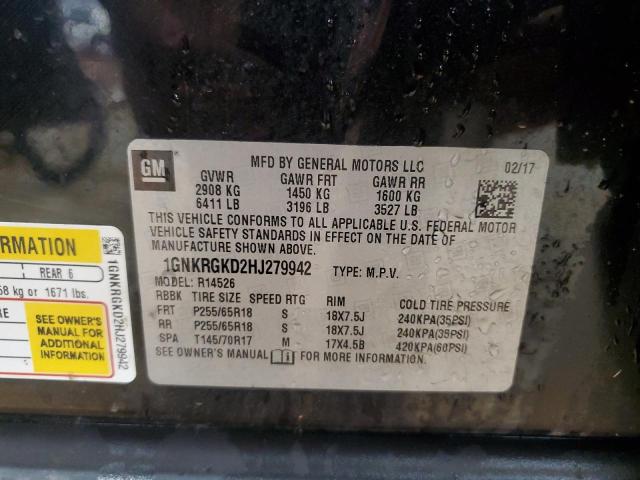 GM
MFD BY GENERAL MOTORS LLC 02/17
GVWR GAWR FRT GAWR RR
2908 KG 1450 KG 1600 KG
6411 LB 3196 LB 3527 LB
THIS VEHICLE CONFORMS TO ALL APPLICABLE U.S. FEDERAL MOTOR
VEHICLE SAFETY STANDARDS IN EFFECT ON THE DATE OF
MANUFACTURE SHOWN ABOVE.
1GNKRGKD2HJ279942 TYPE: M.P.V.
MODEL: R14526
RBBK TIRE SIZE SPEED RTG RIM COLD TIRE PRESSURE
FRT P255/65R18 S 18X7.5J 240KPA(35PSI)
RR P255/65R18 S 18X7.5J 240KPA(35PSI)
SPA T145/70R17 M 17X4.5B 420KPA(60PSI)
SEE OWNER'S MANUAL FOR MORE INFORMATION
ORMATION
REAR 6
58 kg or 1671 lbs.
RE
SEE OWNER'S
MANUAL FOR
ADDITIONAL
INFORMATION
1GNKRGKD2HJ279942